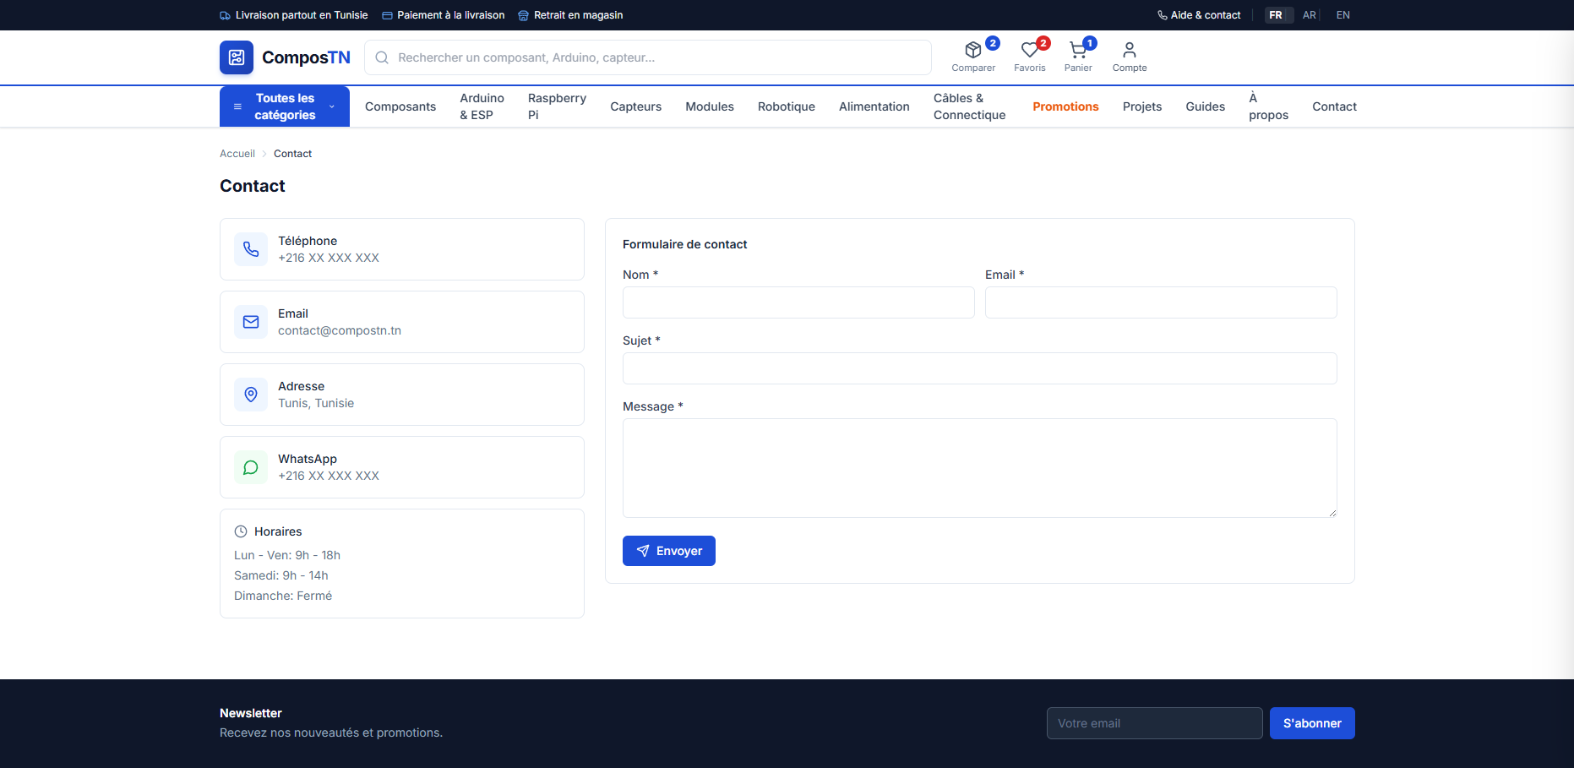 Livraison partout en Tunisie
Paiement à la livraison
Retrait en magasin
Aide & contact
FR
AR
EN
ComposTN
Rechercher un composant, Arduino, capteur...
2
Comparer
2
Favoris
1
Panier
Compte
Toutes les
catégories
Composants
Arduino
& ESP
Raspberry
Pi
Capteurs
Modules
Robotique
Alimentation
Câbles &
Connectique
Promotions
Projets
Guides
À
propos
Contact
Accueil
Contact
Contact
Téléphone
+216 XX XXX XXX
Email
contact@compostn.tn
Adresse
Tunis, Tunisie
WhatsApp
+216 XX XXX XXX
Horaires
Lun - Ven: 9h - 18h
Samedi: 9h - 14h
Dimanche: Fermé
Formulaire de contact
Nom *
Email *
Sujet *
Message *
Envoyer
Newsletter
Recevez nos nouveautés et promotions.
Votre email
S'abonner